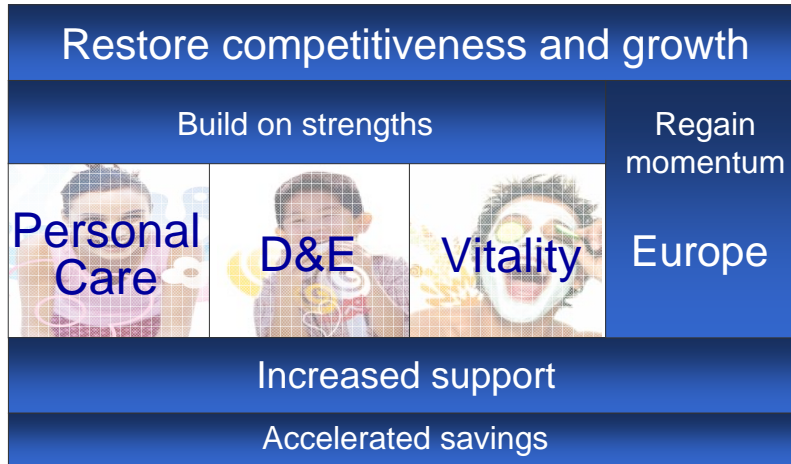 Restore competitiveness and growth
Build on strengths
Regain
momentum
Personal
Care
D&E
Vitality
Europe
Increased support
Accelerated savings